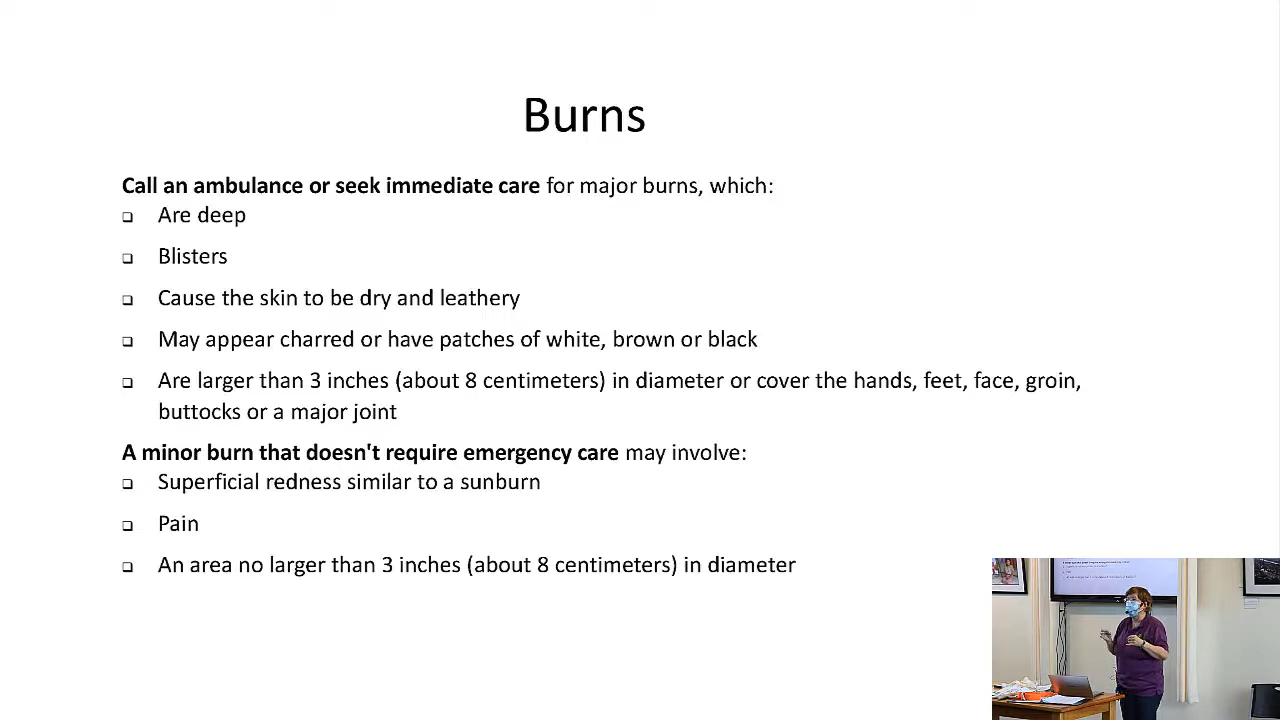 Burns
Call an ambulance or seek immediate care for major burns, which:
❑ Are deep
❑ Blisters
❑ Cause the skin to be dry and leathery
❑ May appear charred or have patches of white, brown or black
❑ Are larger than 3 inches (about 8 centimeters) in diameter or cover the hands, feet, face, groin,
buttocks or a major joint
A minor burn that doesn't require emergency care may involve:
❑ Superficial redness similar to a sunburn
❑ Pain
❑ An area no larger than 3 inches (about 8 centimeters) in diameter